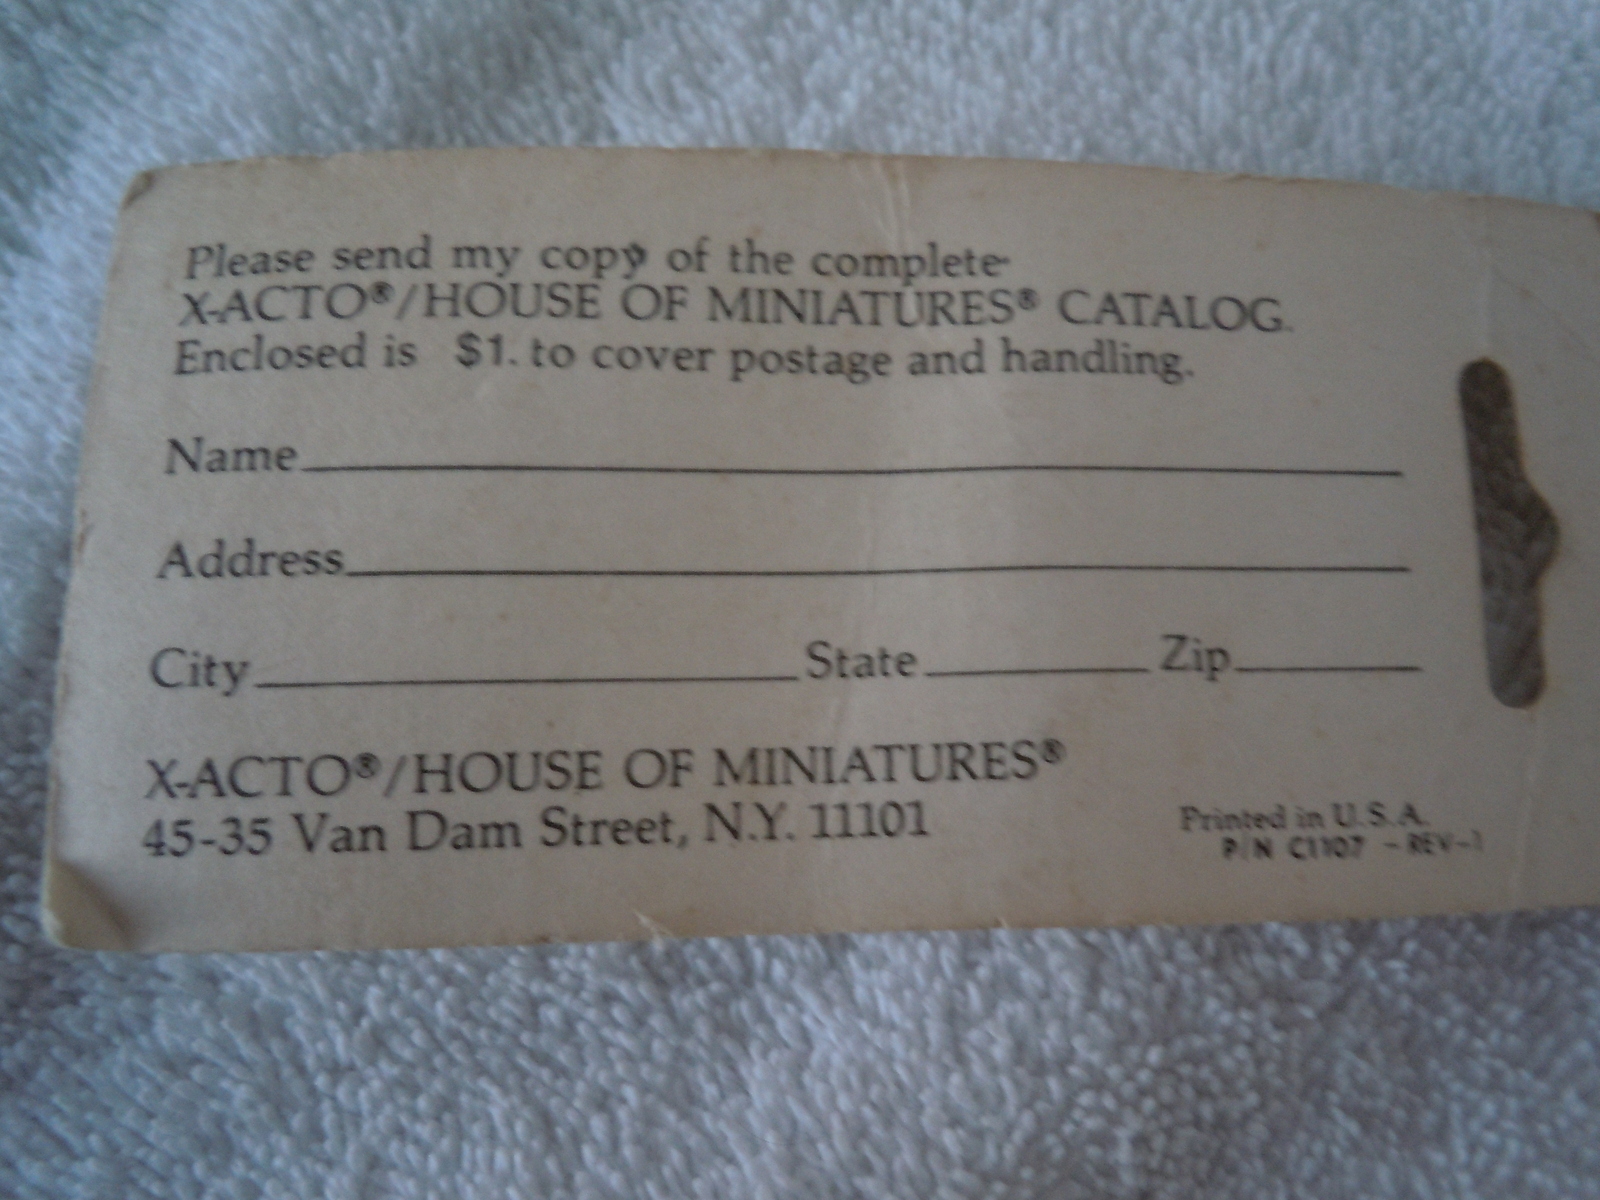 Please send my copy of the complete
X-ACTO®/HOUSE OF MINIATURES® CATALOG.
Enclosed is $1. to cover postage and handling.
Name
Address
City State Zip
X-ACTO®/HOUSE OF MINIATURES®
45-35 Van Dam Street, N.Y. 11101
Printed in U.S.A.
P/N C1107 - REV-1